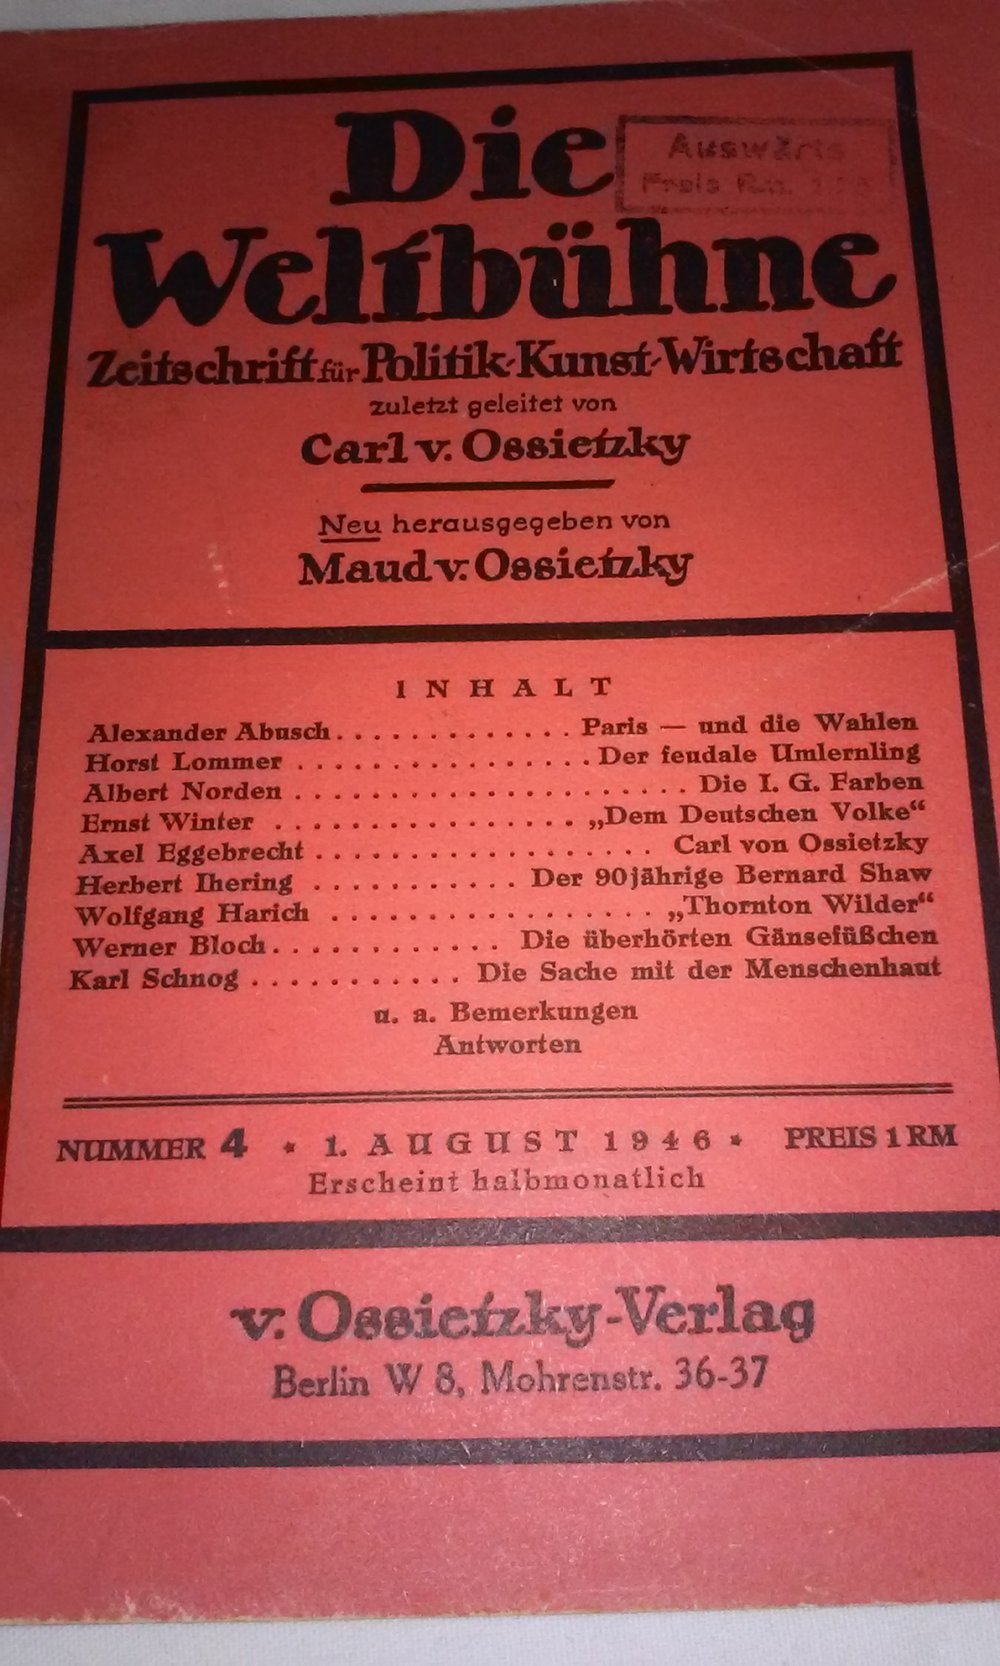 Die
Auswärts
Preis Rm.
Weltbühne
Zeitschrift für Politik-Kunst-Wirtschaft
zuletzt geleitet von
Carl v. Ossietzky
Neu herausgegeben von
Maud v. Ossietzky
INHALT
Alexander Abusch . . . . . . . . . . . . . Paris — und die Wahlen
Horst Lommer . . . . . . . . . . . . . . . . Der feudale Umlernling
Albert Norden . . . . . . . . . . . . . . . . . . . . . Die I. G. Farben
Ernst Winter . . . . . . . . . . . . . . . . . „Dem Deutschen Volke“
Axel Eggebrecht . . . . . . . . . . . . . . . . . . Carl von Ossietzky
Herbert Ihering . . . . . . . . . . . Der 90jährige Bernard Shaw
Wolfgang Harich . . . . . . . . . . . . . . . . . „Thornton Wilder“
Werner Bloch . . . . . . . . . . . . Die überhörten Gänsefüßchen
Karl Schnog . . . . . . . . . . . Die Sache mit der Menschenhaut
u. a. Bemerkungen
Antworten
NUMMER 4 * 1. AUGUST 1946 * PREIS 1 RM
Erscheint halbmonatlich
v. Ossietzky-Verlag
Berlin W 8, Mohrenstr. 36-37